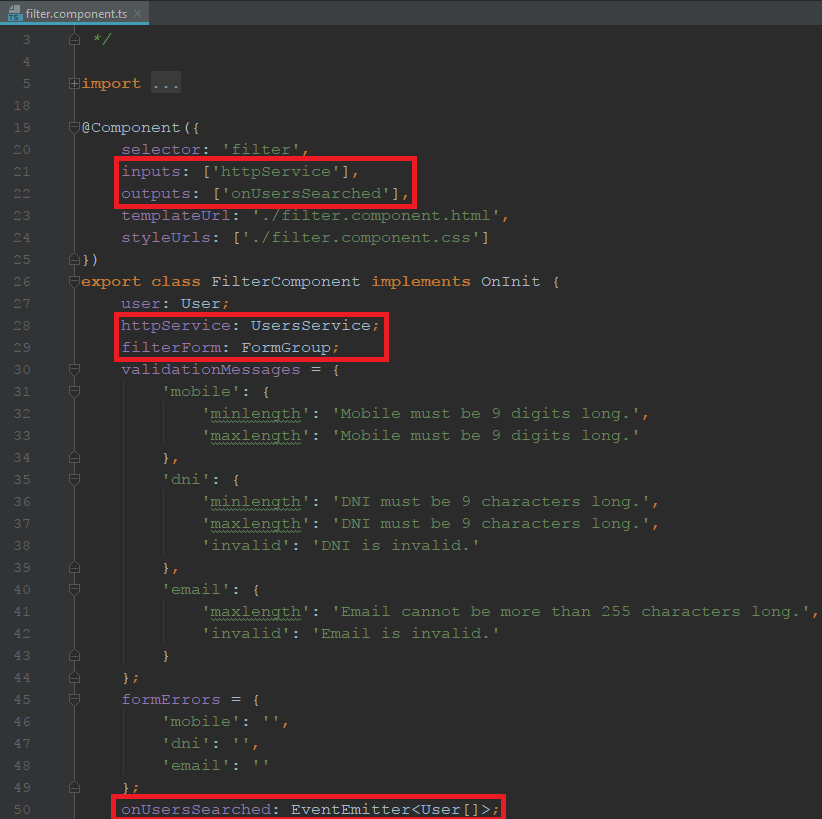 filter.component.ts
3 */
4
5 import ...
18
19 @Component({
20 selector: 'filter',
21 inputs: ['httpService'],
22 outputs: ['onUsersSearched'],
23 templateUrl: './filter.component.html',
24 styleUrls: ['./filter.component.css']
25 })
26 export class FilterComponent implements OnInit {
27 user: User;
28 httpService: UsersService;
29 filterForm: FormGroup;
30 validationMessages = {
31 'mobile': {
32 'minlength': 'Mobile must be 9 digits long.',
33 'maxlength': 'Mobile must be 9 digits long.'
34 },
35 'dni': {
36 'minlength': 'DNI must be 9 characters long.',
37 'maxlength': 'DNI must be 9 characters long.',
38 'invalid': 'DNI is invalid.'
39 },
40 'email': {
41 'maxlength': 'Email cannot be more than 255 characters long.',
42 'invalid': 'Email is invalid.'
43 }
44 };
45 formErrors = {
46 'mobile': '',
47 'dni': '',
48 'email': ''
49 };
50 onUsersSearched: EventEmitter<User[]>;